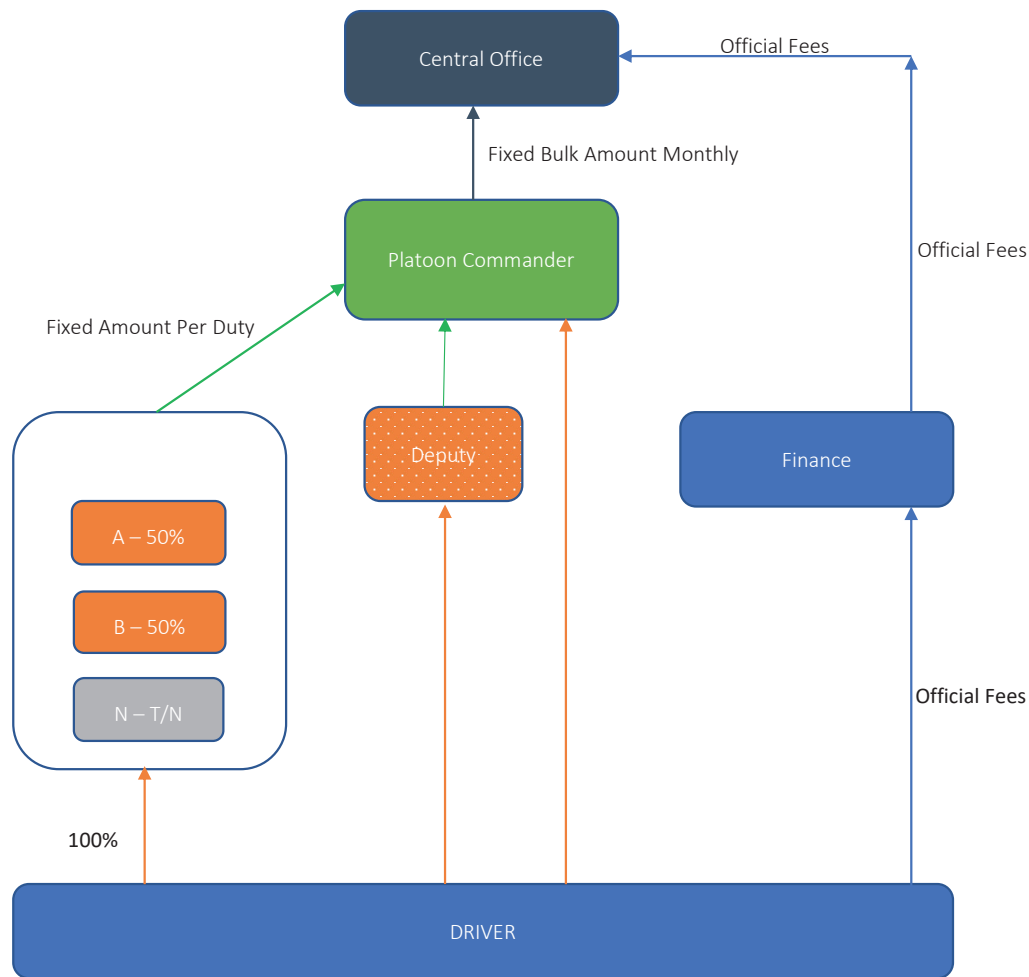 Central Office
Official Fees
Fixed Bulk Amount Monthly
Platoon Commander
Official Fees
Fixed Amount Per Duty
Deputy
Finance
A – 50%
B – 50%
N – T/N
Official Fees
100%
DRIVER